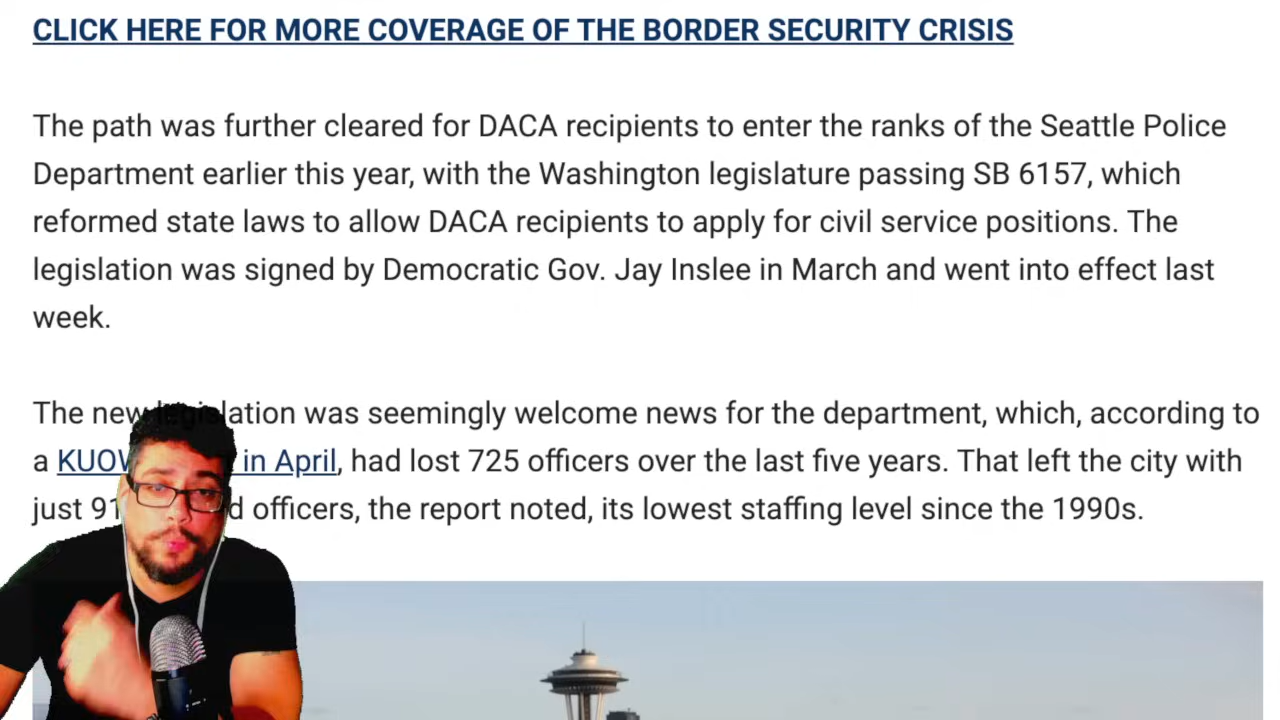 CLICK HERE FOR MORE COVERAGE OF THE BORDER SECURITY CRISIS
The path was further cleared for DACA recipients to enter the ranks of the Seattle Police
Department earlier this year, with the Washington legislature passing SB 6157, which
reformed state laws to allow DACA recipients to apply for civil service positions. The
legislation was signed by Democratic Gov. Jay Inslee in March and went into effect last
week.
The new legislation was seemingly welcome news for the department, which, according to
a in April, had lost 725 officers over the last five years. That left the city with
just officers, the report noted, its lowest staffing level since the 1990s.